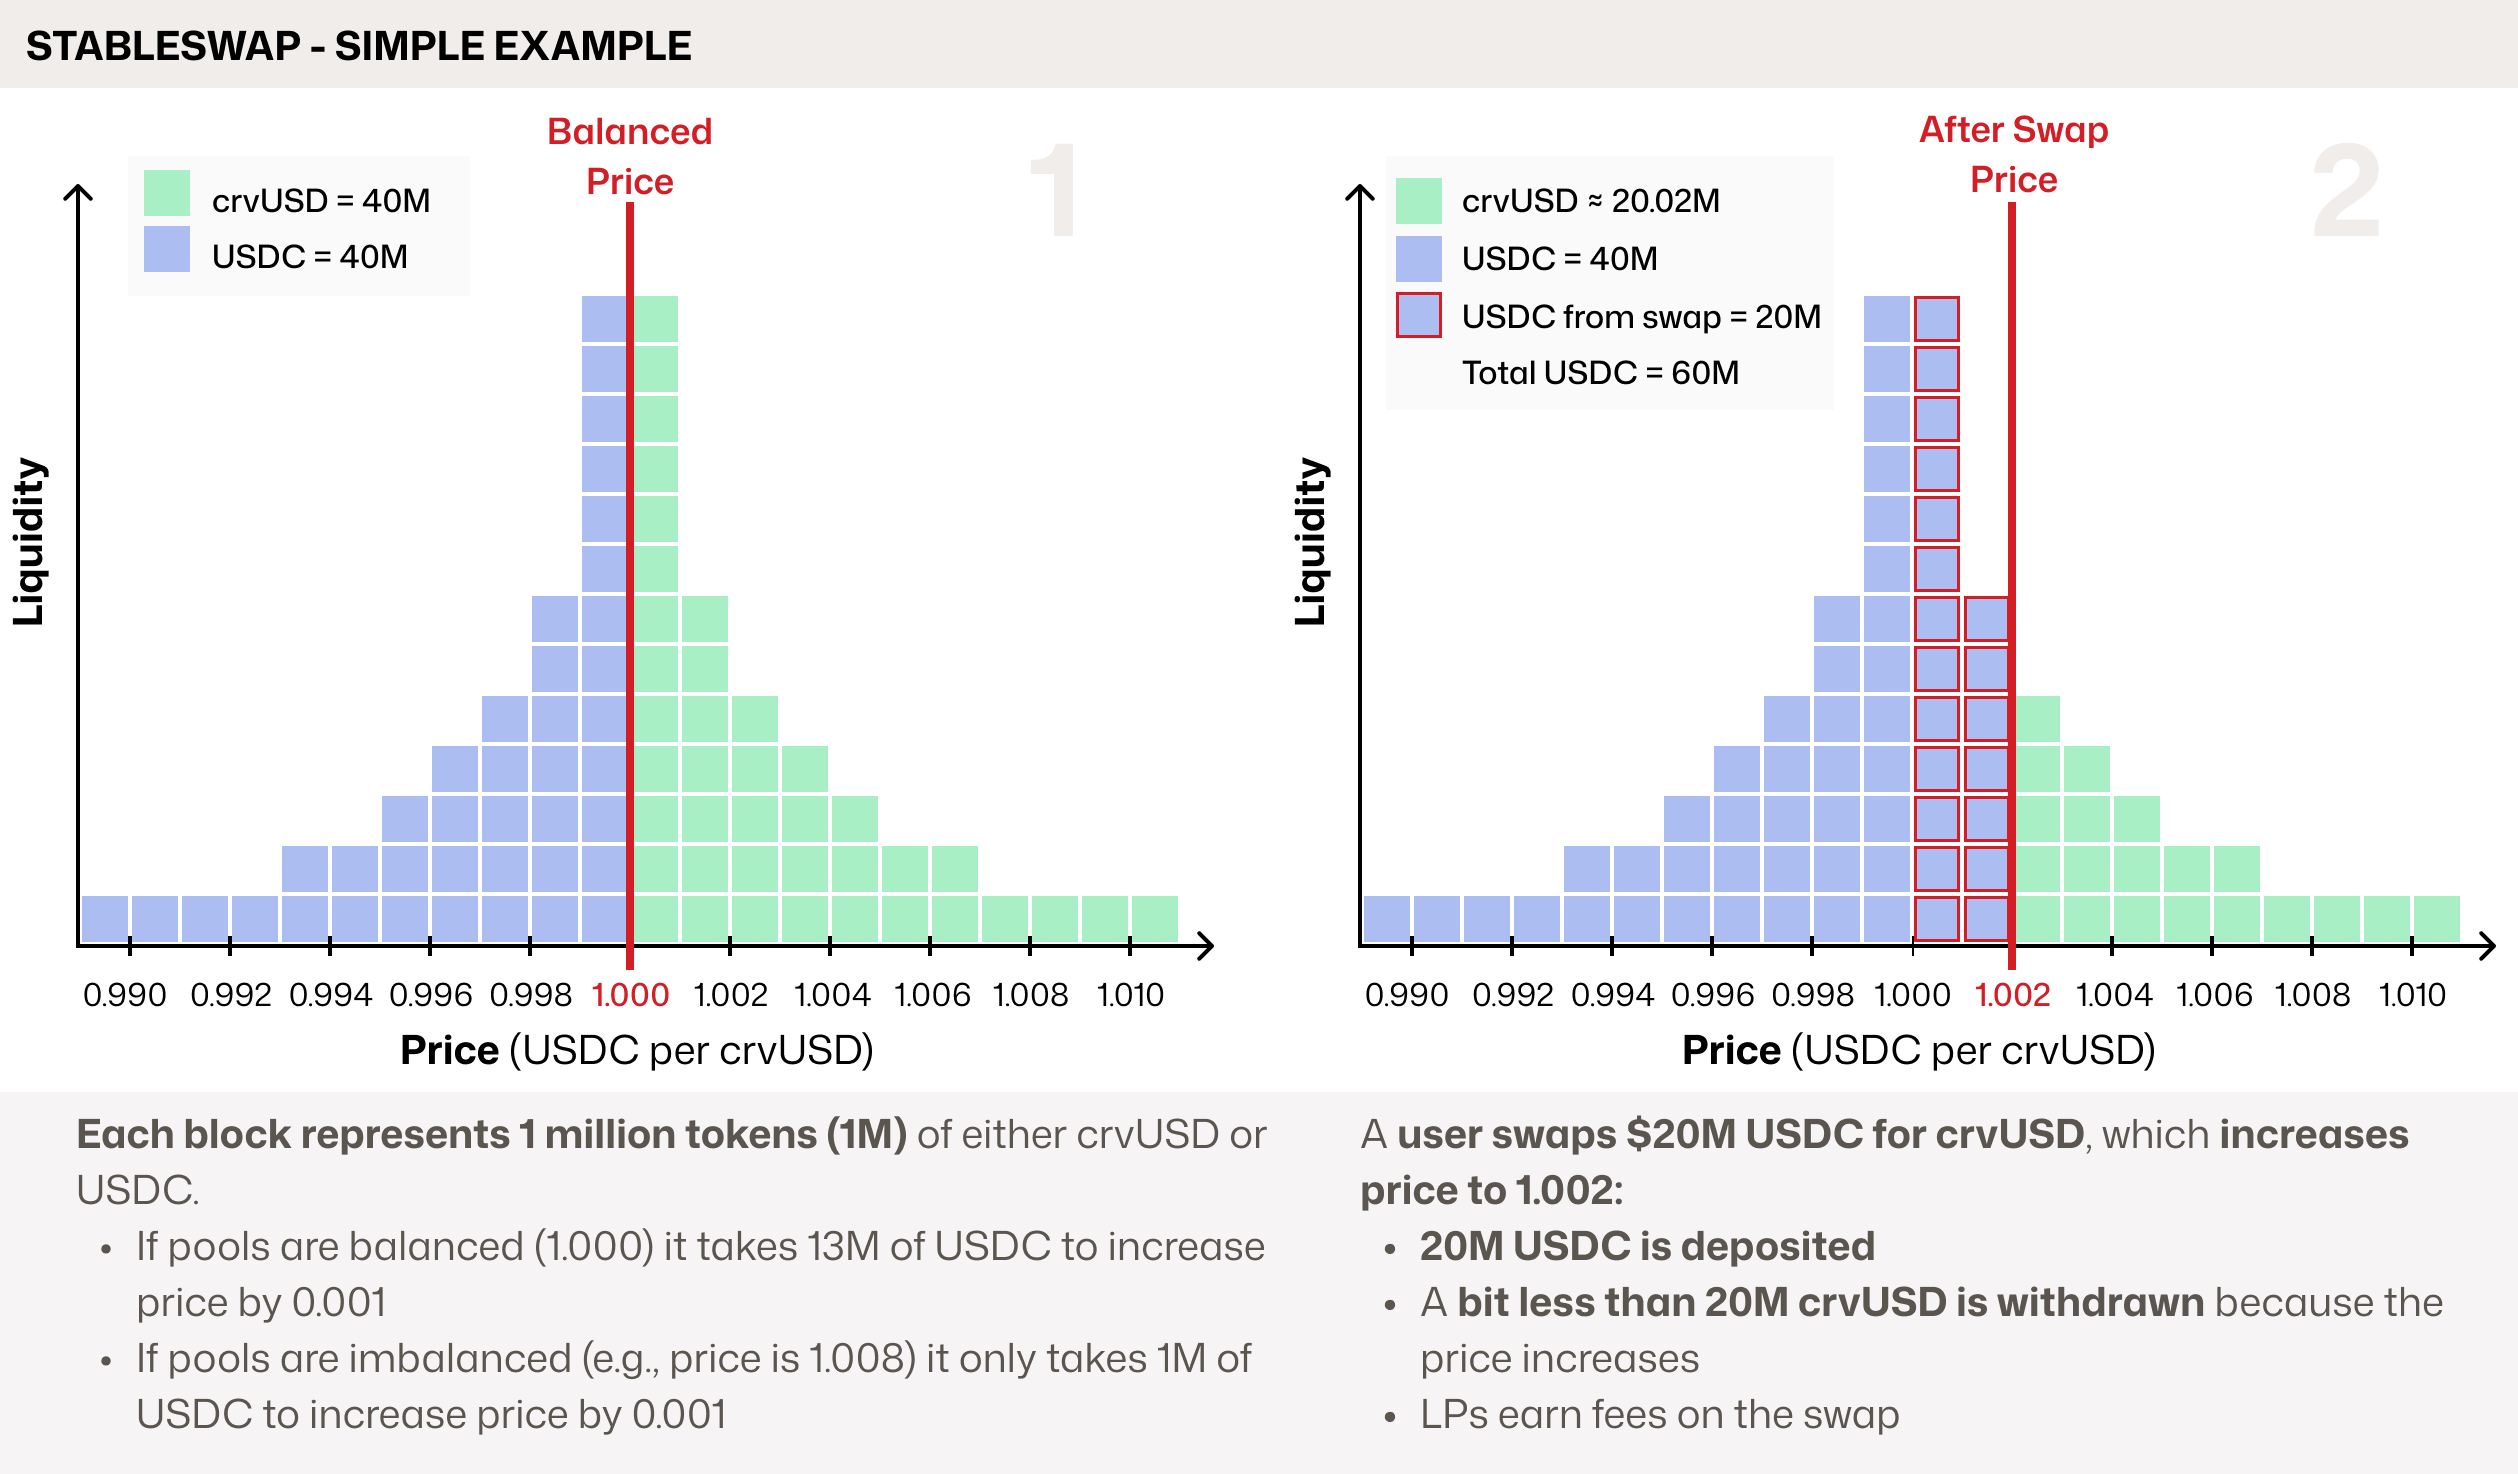 STABLESWAP - SIMPLE EXAMPLE
Balanced
Price
1
crvUSD = 40M
USDC = 40M
Liquidity
0.990 0.992 0.994 0.996 0.998 1.000 1.002 1.004 1.006 1.008 1.010
Price (USDC per crvUSD)
Each block represents 1 million tokens (1M) of either crvUSD or
USDC.
• If pools are balanced (1.000) it takes 13M of USDC to increase
price by 0.001
• If pools are imbalanced (e.g., price is 1.008) it only takes 1M of
USDC to increase price by 0.001
After Swap
Price
2
crvUSD ≈ 20.02M
USDC = 40M
USDC from swap = 20M
Total USDC = 60M
Liquidity
0.990 0.992 0.994 0.996 0.998 1.000 1.002 1.004 1.006 1.008 1.010
Price (USDC per crvUSD)
A user swaps $20M USDC for crvUSD, which increases
price to 1.002:
• 20M USDC is deposited
• A bit less than 20M crvUSD is withdrawn because the
price increases
• LPs earn fees on the swap